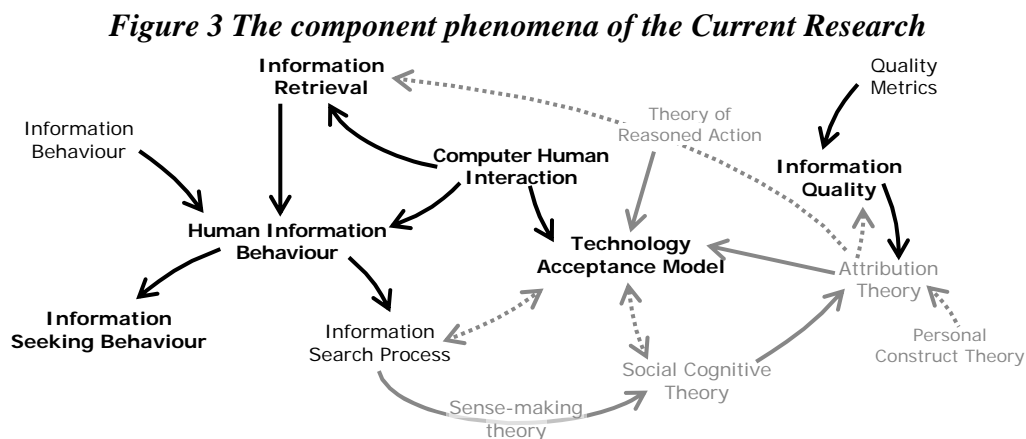 Figure 3 The component phenomena of the Current Research
Information
Retrieval
Quality
Metrics
Theory of
Reasoned Action
Information
Behaviour
Computer Human
Interaction
Information
Quality
Human Information
Behaviour
Technology
Acceptance Model
Attribution
Theory
Information
Seeking Behaviour
Information
Search Process
Personal
Construct Theory
Social Cognitive
Theory
Sense-making
theory